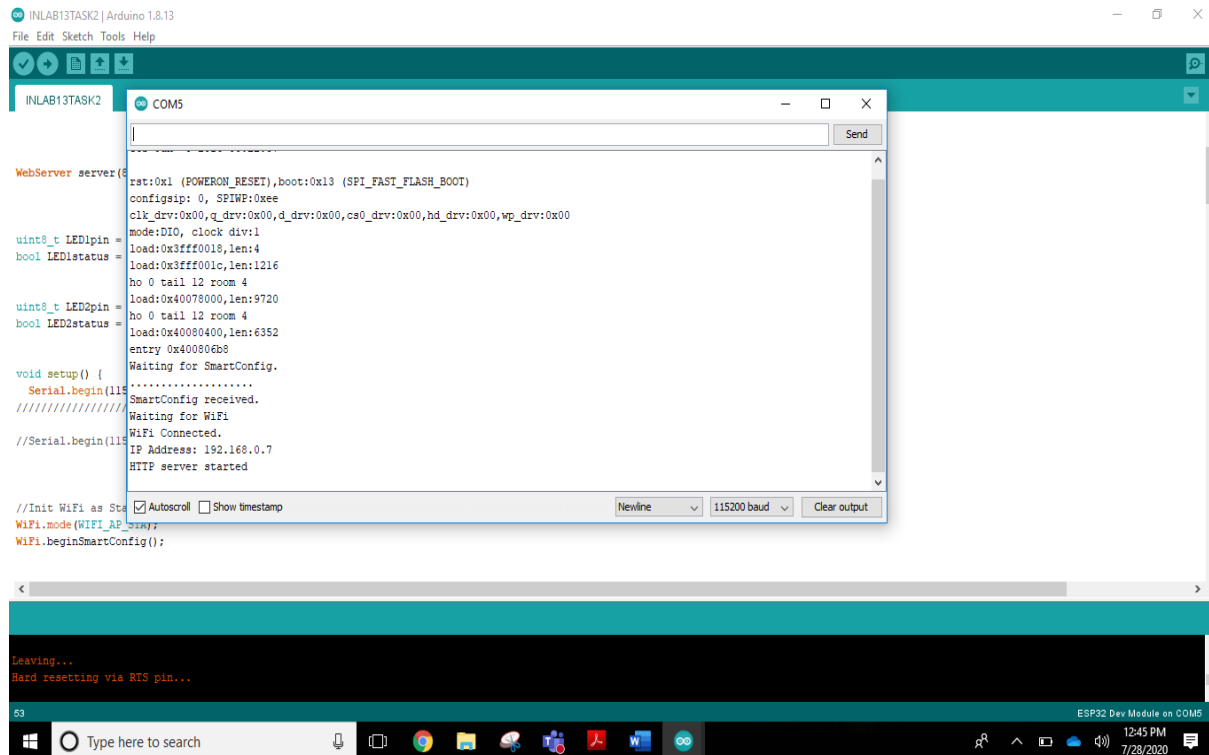 INLAB13TASK2 | Arduino 1.8.13
File Edit Sketch Tools Help
INLAB13TASK2
WebServer server(8
uint8_t LED1pin =
bool LED1status =
uint8_t LED2pin =
bool LED2status =
void setup() {
Serial.begin(115
//////////////////
//Serial.begin(115
//Init WiFi as Sta
WiFi.mode(WIFI_AP_STA);
WiFi.beginSmartConfig();
COM5
Send
rst:0x1 (POWERON_RESET),boot:0x13 (SPI_FAST_FLASH_BOOT)
configsip: 0, SPIWP:0xee
clk_drv:0x00,q_drv:0x00,d_drv:0x00,cs0_drv:0x00,hd_drv:0x00,wp_drv:0x00
mode:DIO, clock div:1
load:0x3fff0018,len:4
load:0x3fff001c,len:1216
ho 0 tail 12 room 4
load:0x40078000,len:9720
ho 0 tail 12 room 4
load:0x40080400,len:6352
entry 0x400806b8
Waiting for SmartConfig.
....................
SmartConfig received.
Waiting for WiFi
WiFi Connected.
IP Address: 192.168.0.7
HTTP server started
Autoscroll Show timestamp Newline 115200 baud Clear output
Leaving...
Hard resetting via RTS pin...
53 ESP32 Dev Module on COM5
Type here to search
12:45 PM
7/28/2020